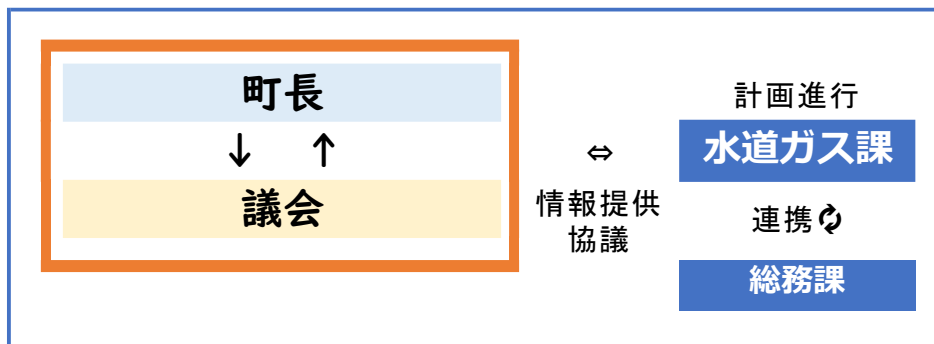 町長
↓ ↑
議会
⇔
情報提供
協議
計画進行
水道ガス課
連携🗘
総務課